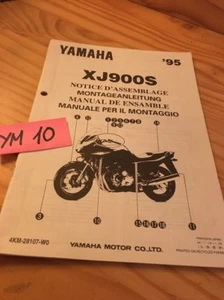 YAMAHA '95
XJ900S
NOTICE D'ASSEMBLAGE
MONTAGEANLEITUNG
MANUAL DE ENSAMBLE
MANUALE PER IL MONTAGGIO
YM 10
4KM-28107-W0
YAMAHA MOTOR CO.,LTD.